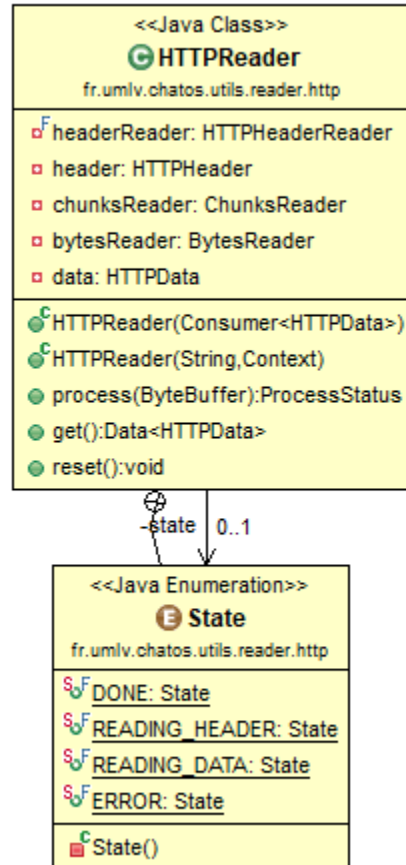 <<Java Class>>
C HTTPReader
fr.umlv.chatos.utils.reader.http
F headerReader: HTTPHeaderReader
header: HTTPHeader
chunksReader: ChunksReader
bytesReader: BytesReader
data: HTTPData
C HTTPReader(Consumer<HTTPData>)
C HTTPReader(String,Context)
process(ByteBuffer):ProcessStatus
get():Data<HTTPData>
reset():void
-state 0..1
<<Java Enumeration>>
E State
fr.umlv.chatos.utils.reader.http
S F DONE: State
S F READING_HEADER: State
S F READING_DATA: State
S F ERROR: State
C State()